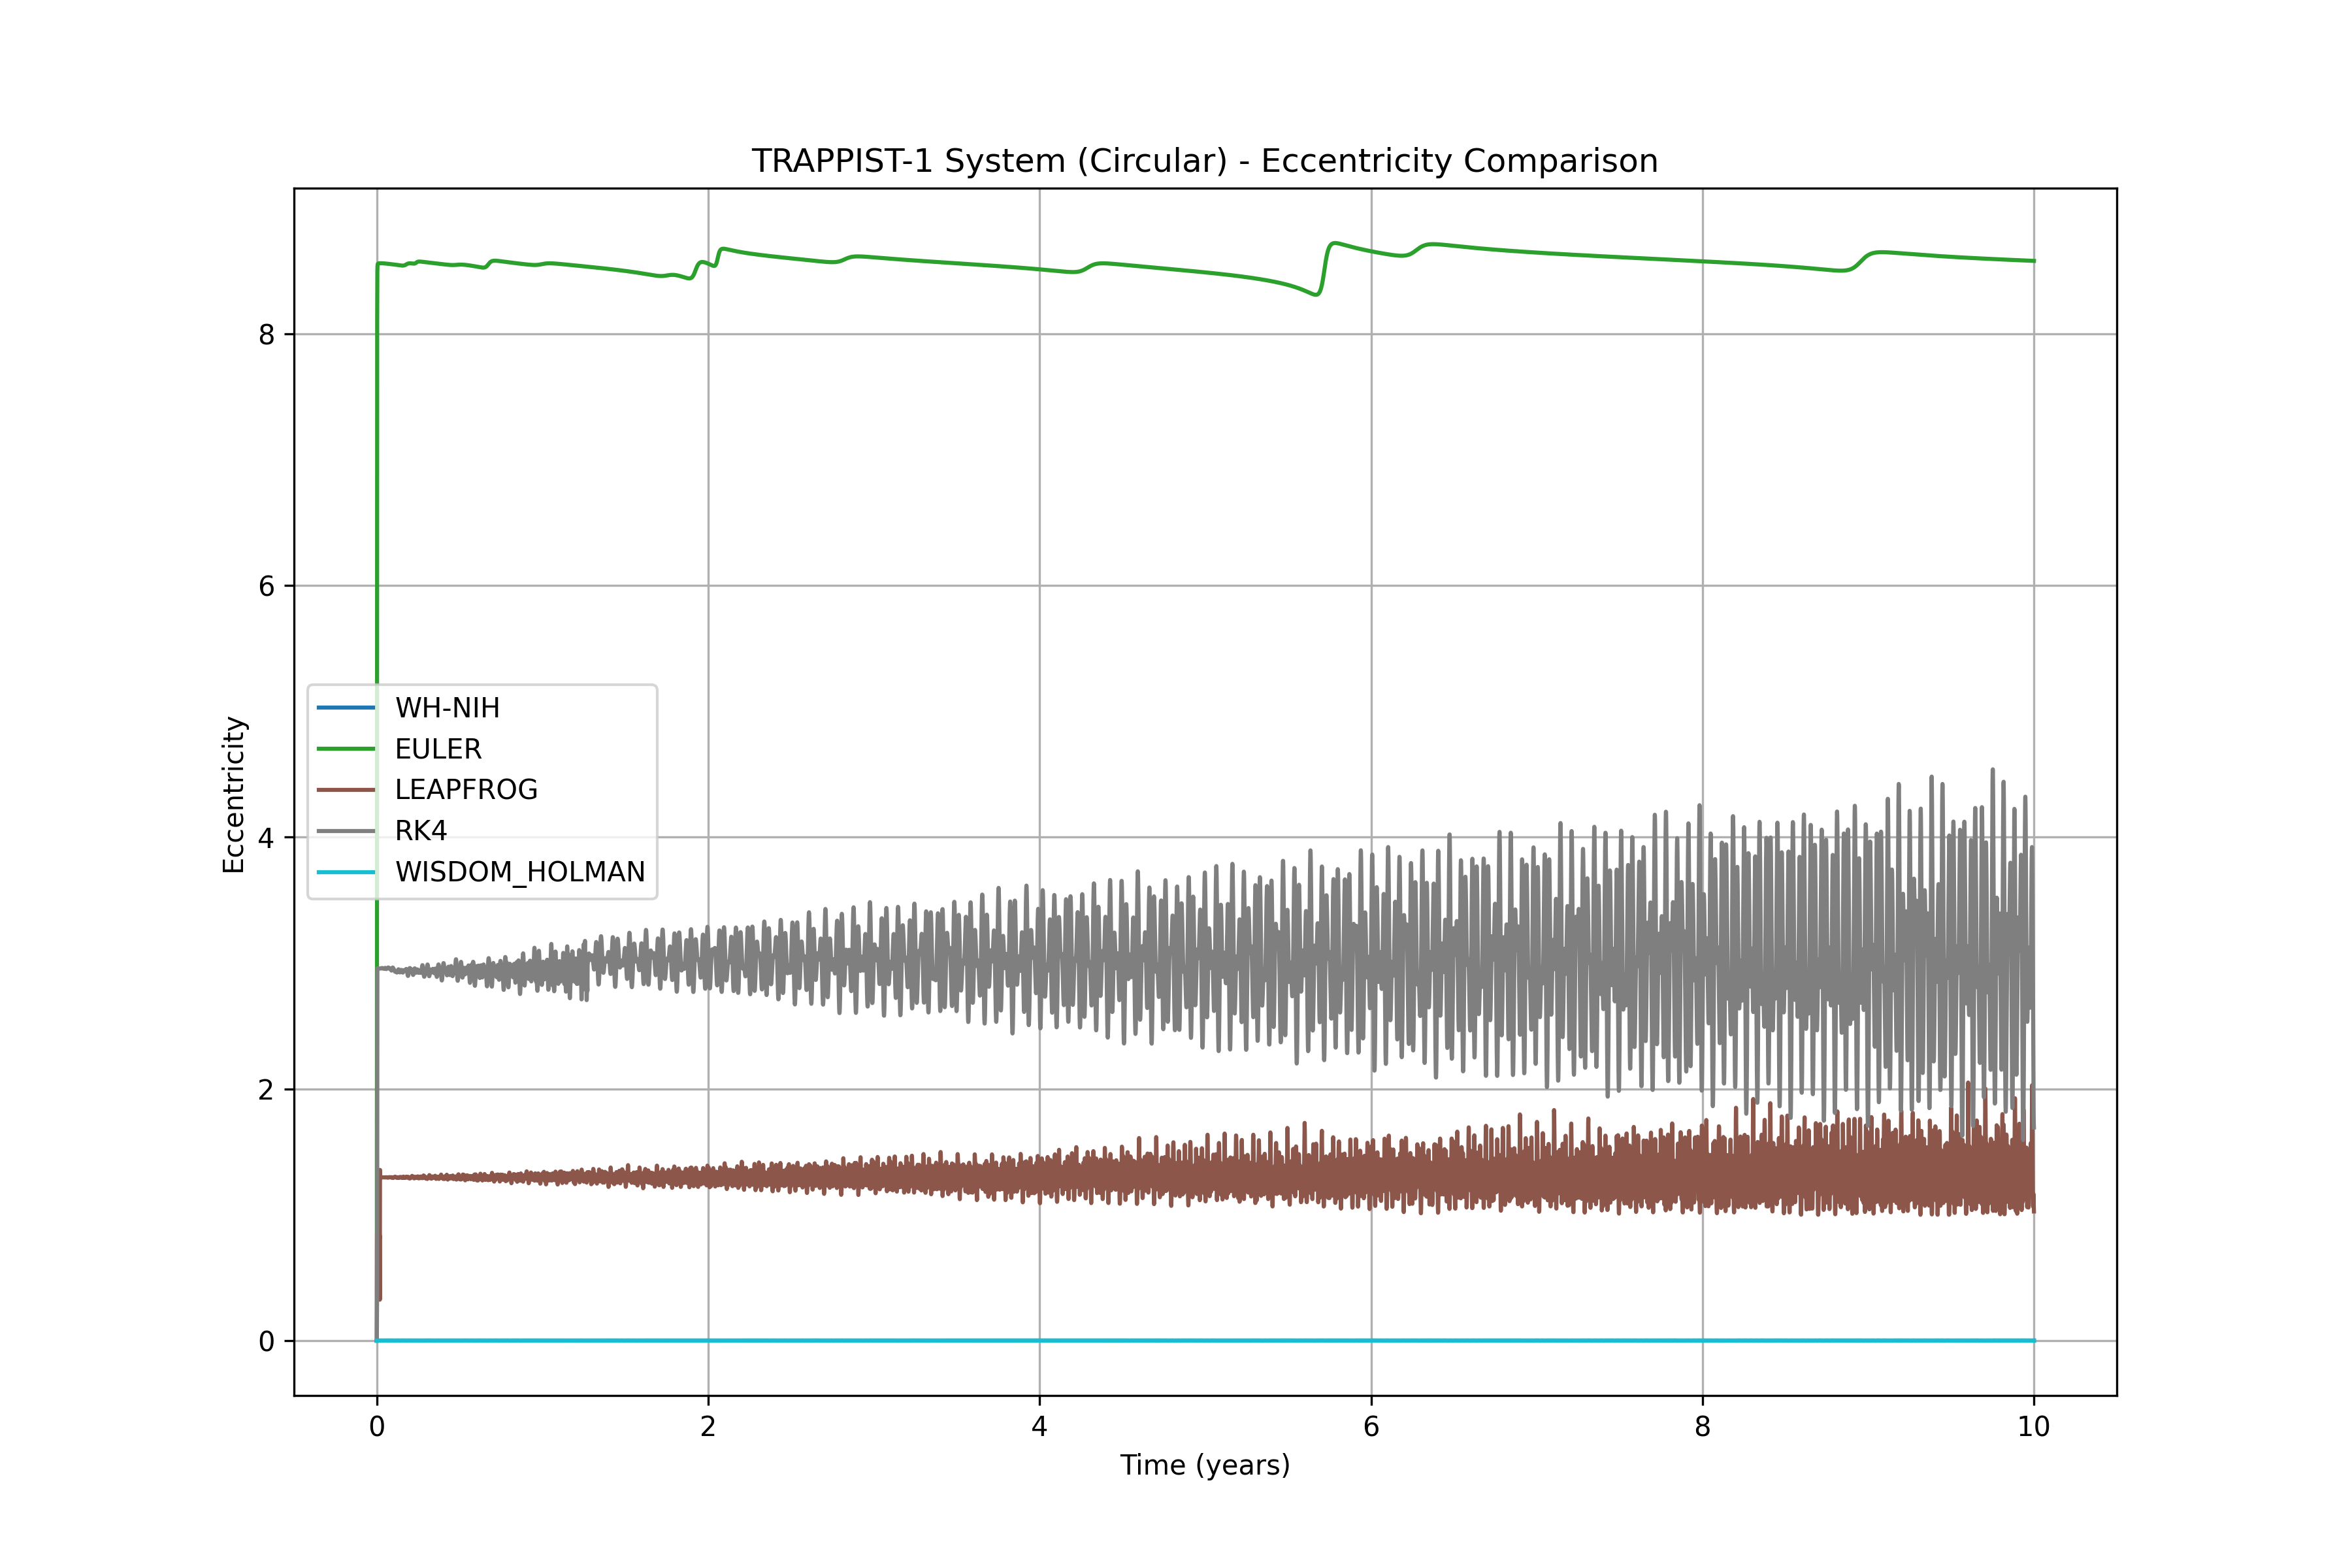 TRAPPIST-1 System (Circular) - Eccentricity Comparison
Eccentricity
8
6
4
2
0
WH-NIH
EULER
LEAPFROG
RK4
WISDOM_HOLMAN
0 2 4 6 8 10
Time (years)